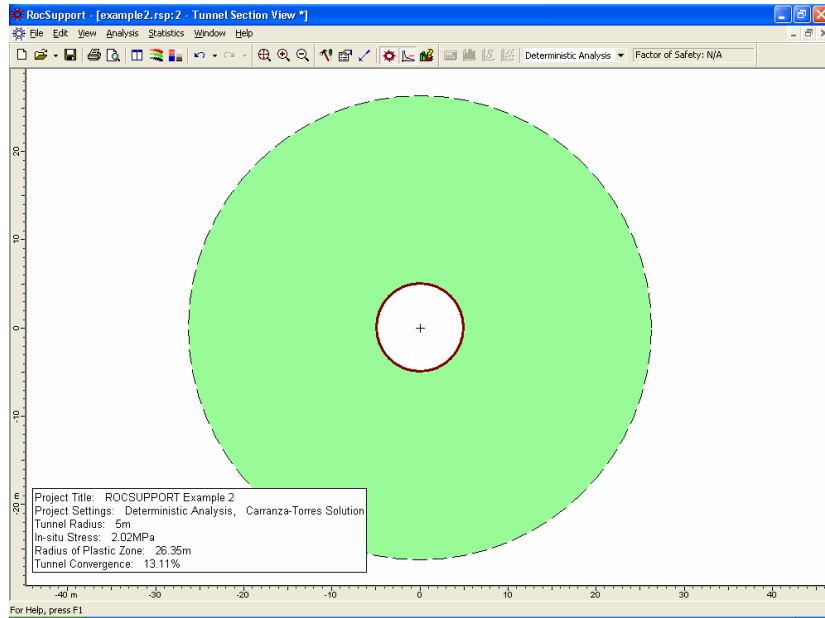 RocSupport - [example2.rsp:2 - Tunnel Section View *]
File Edit View Analysis Statistics Window Help
Deterministic Analysis Factor of Safety: N/A
20
10
0
-10
-20
E
Project Title: ROCSUPPORT Example 2
Project Settings: Deterministic Analysis, Carranza-Torres Solution
Tunnel Radius: 5m
In-situ Stress: 2.02MPa
Radius of Plastic Zone: 26.35m
Tunnel Convergence: 13.11%
-40 m -30 -20 -10 0 10 20 30 40
For Help, press F1